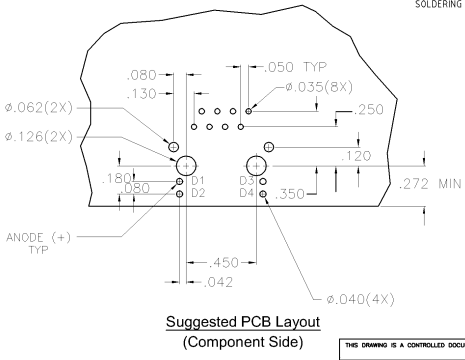 SOLDERING
.080
.050 TYP
.130
ø.035(8X)
ø.062(2X)
.250
ø.126(2X)
.120
.180
D1
D3
.272 MIN
.080
D2
D4
.350
ANODE (+)
TYP
.450
.042
ø.040(4X)
Suggested PCB Layout
(Component Side)
THIS DRAWING IS A CONTROLLED DOCU